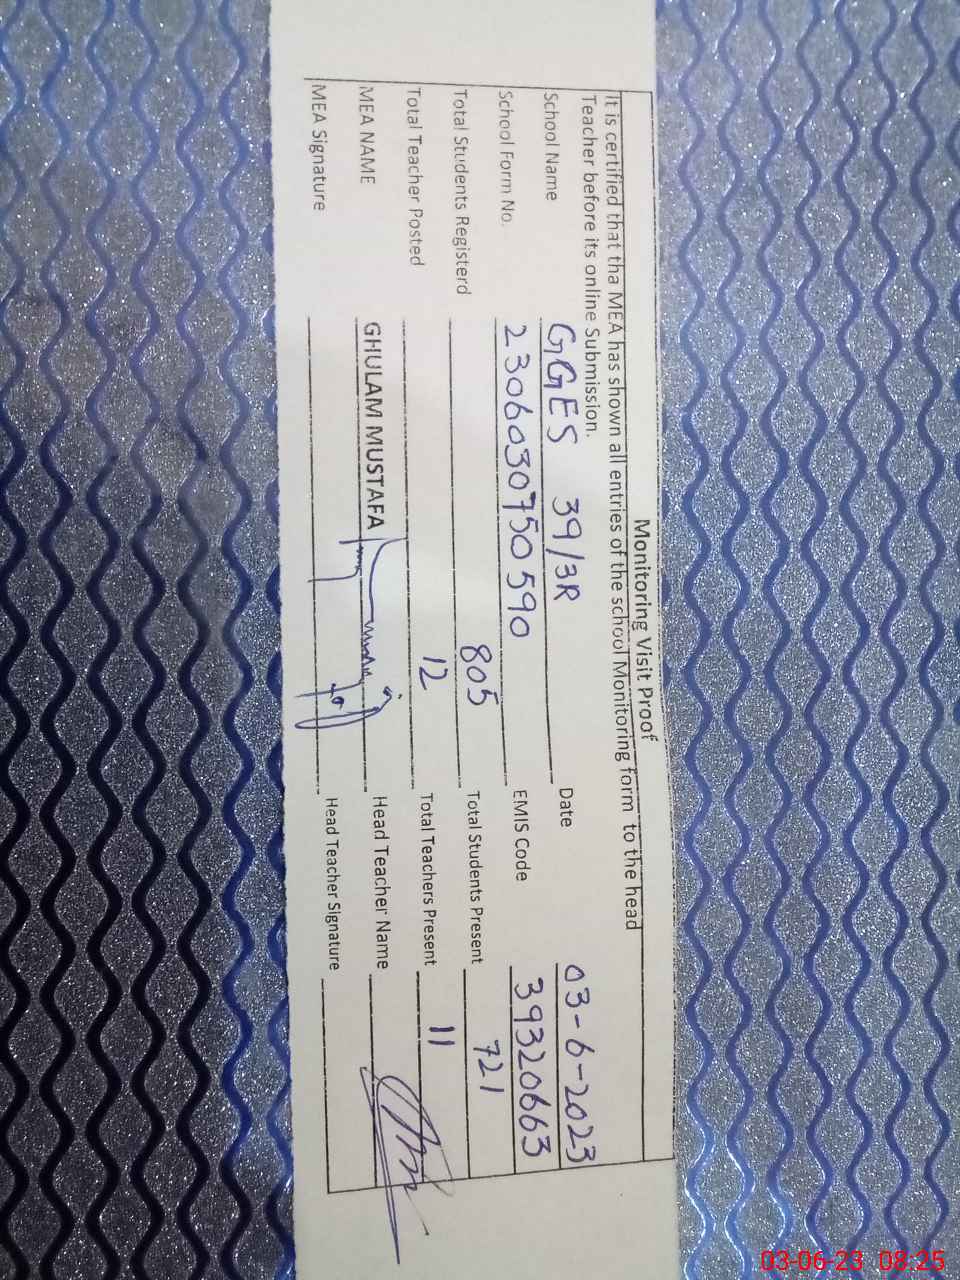 Monitoring Visit Proof
It is certified that tha MEA has shown all entries of the school Monitoring form to the head
Teacher before its online Submission.
School Name GGES 39/3R Date 03-6-2023
School Form No. 2306030750590 EMIS Code 39320663
Total Students Registerd 805 Total Students Present 721
Total Teacher Posted 12 Total Teachers Present 11
MEA NAME GHULAM MUSTAFA Head Teacher Name
MEA Signature Head Teacher Signature
03-06-23 08:25